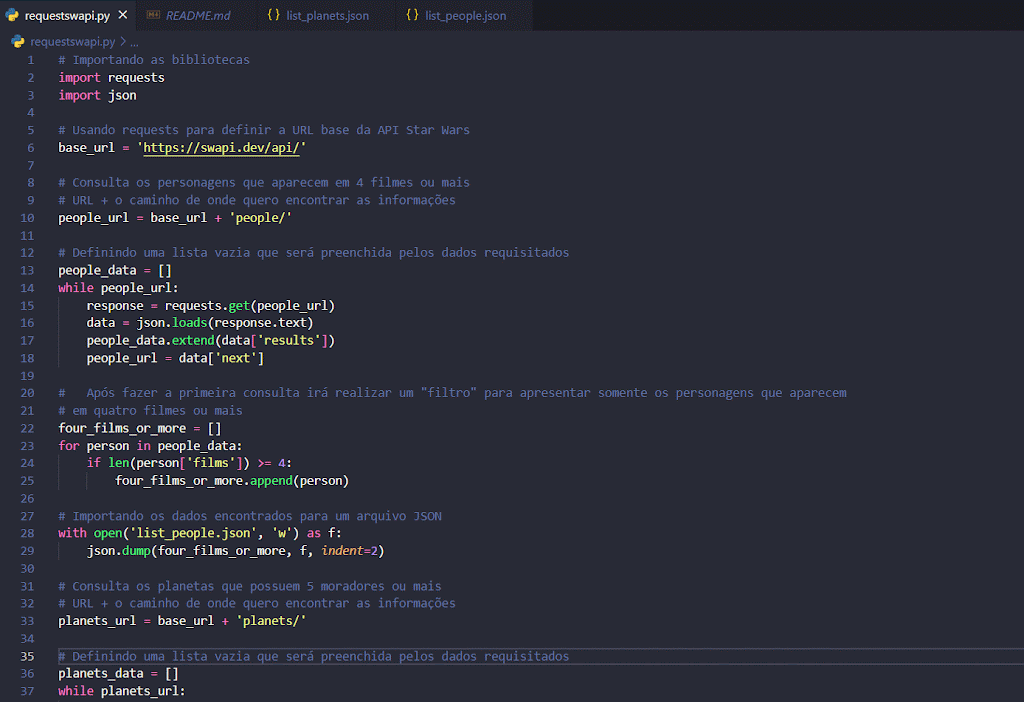 requestswapi.py × README.md {} list_planets.json {} list_people.json
requestswapi.py > ...
1 # Importando as bibliotecas
2 import requests
3 import json
4
5 # Usando requests para definir a URL base da API Star Wars
6 base_url = 'https://swapi.dev/api/'
7
8 # Consulta os personagens que aparecem em 4 filmes ou mais
9 # URL + o caminho de onde quero encontrar as informações
10 people_url = base_url + 'people/'
11
12 # Definindo uma lista vazia que será preenchida pelos dados requisitados
13 people_data = []
14 while people_url:
15     response = requests.get(people_url)
16     data = json.loads(response.text)
17     people_data.extend(data['results'])
18     people_url = data['next']
19
20 #   Após fazer a primeira consulta irá realizar um "filtro" para apresentar somente os personagens que aparecem
21 # em quatro filmes ou mais
22 four_films_or_more = []
23 for person in people_data:
24     if len(person['films']) >= 4:
25         four_films_or_more.append(person)
26
27 # Importando os dados encontrados para um arquivo JSON
28 with open('list_people.json', 'w') as f:
29     json.dump(four_films_or_more, f, indent=2)
30
31 # Consulta os planetas que possuem 5 moradores ou mais
32 # URL + o caminho de onde quero encontrar as informações
33 planets_url = base_url + 'planets/'
34
35 # Definindo uma lista vazia que será preenchida pelos dados requisitados
36 planets_data = []
37 while planets_url: